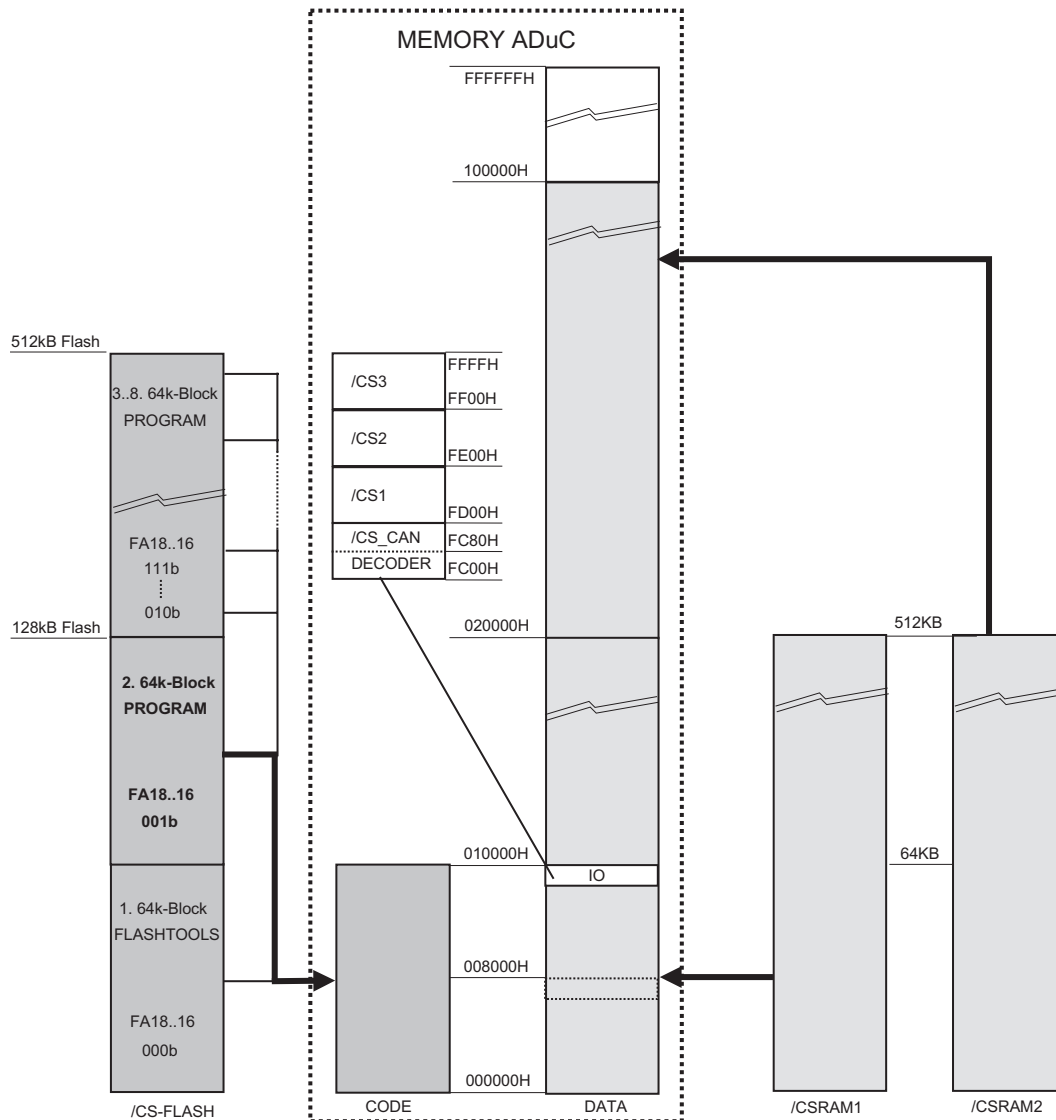 MEMORY ADuC
FFFFFFH
100000H
512kB Flash
3..8. 64k-Block
PROGRAM
FA18..16
111b
010b
128kB Flash
2. 64k-Block
PROGRAM
FA18..16
001b
1. 64k-Block
FLASHTOOLS
FA18..16
000b
/CS-FLASH
/CS3
FFFFH
FF00H
/CS2
FE00H
/CS1
FD00H
/CS_CAN
FC80H
DECODER
FC00H
020000H
010000H
IO
008000H
000000H
CODE
DATA
512KB
64KB
/CSRAM1
/CSRAM2